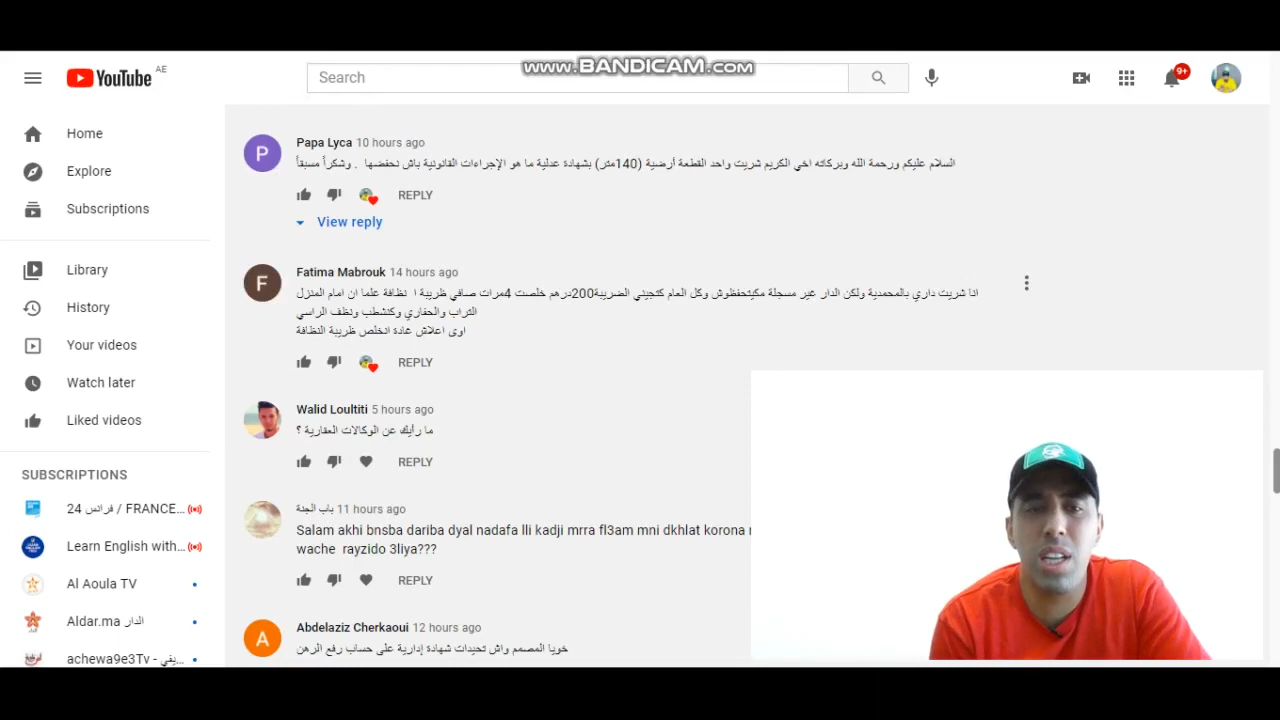 www.BANDICAM.com
YouTube AE
Search
9+
Home
Explore
Subscriptions
Library
History
Your videos
Watch later
Liked videos
SUBSCRIPTIONS
FRANCE 24 / فرانس...
Learn English with...
Al Aoula TV
Aldar.ma الدار
achewa9e3Tv - يفي...
P
Papa Lyca 10 hours ago
السلام عليكم ورحمة الله وبركاته اخي الكريم شريت واحد القطعة أرضية (140متر) بشهادة عدلية ما هو الإجراءات القانونية باش نحفضها . وشكراً مسبقاً
REPLY
View reply
F
Fatima Mabrouk 14 hours ago
انا شريت داري بالمحمدية ولكن الدار غير مسجلة مكيتحفظوش وكل العام كتجيني الضريبة200درهم خلصت 4مرات صافي ظريبة ا نظافة علما ان امام المنزل
التراب والحفاري وكنشطب ونظف الراسي
اوى اعلاش غادة انخلص ظريبة النظافة
REPLY
Walid Loultiti 5 hours ago
ما رأيك عن الوكالات العقارية ؟
REPLY
باب الجنة 11 hours ago
Salam akhi bnsba dariba dyal nadafa lli kadji mrra fl3am mni dkhlat korona
wache rayzido 3liya???
REPLY
A
Abdelaziz Cherkaoui 12 hours ago
خويا المصمم واش تحيدات شهادة إدارية على حساب رفع الرهن